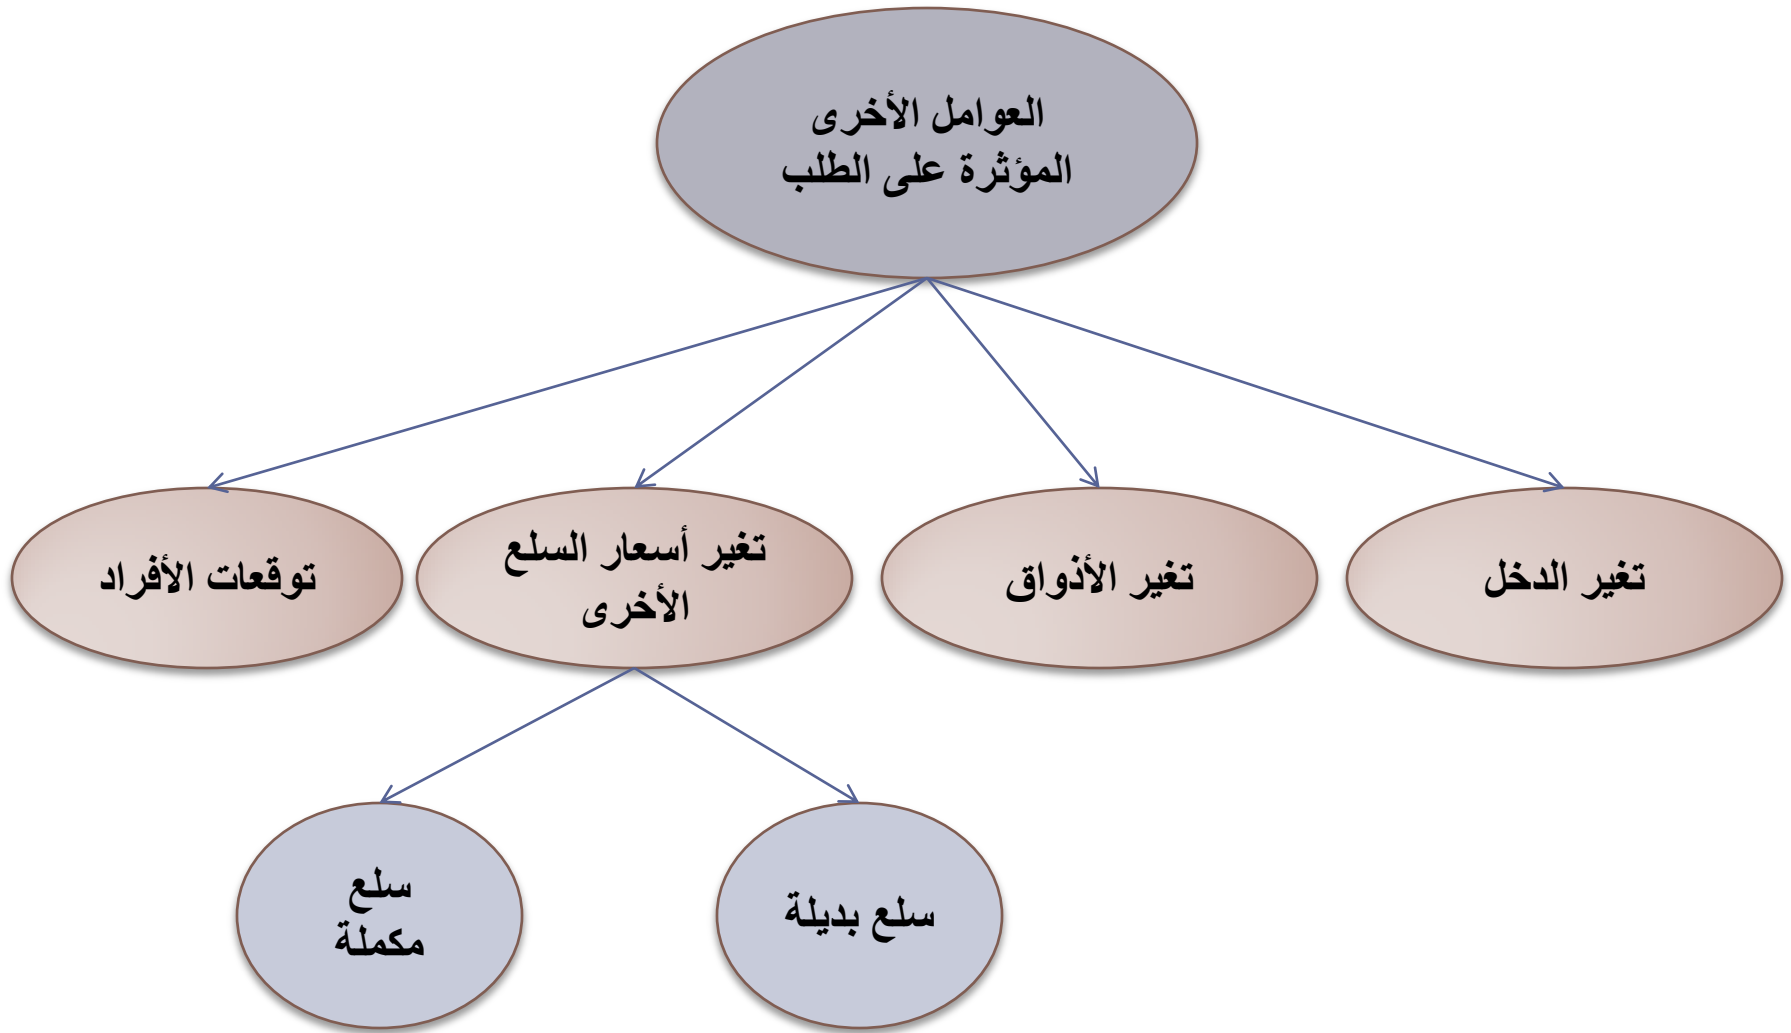 العوامل الأخرى
المؤثرة على الطلب
تغير الدخل
تغير الأذواق
تغير أسعار السلع
الأخرى
توقعات الأفراد
سلع بديلة
سلع
مكملة